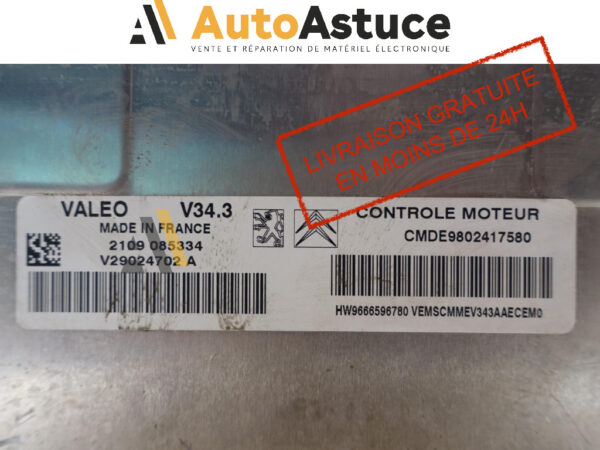 AutoAstuce
VENTE ET RÉPARATION DE MATÉRIEL ÉLECTRONIQUE
LIVRAISON GRATUITE
EN MOINS DE 24H
VALEO V34.3
MADE IN FRANCE
2109 085334
V29024702 A
CONTROLE MOTEUR
CMDE9802417580
HW9666596780 VEMSCMMEV343AAECEM0